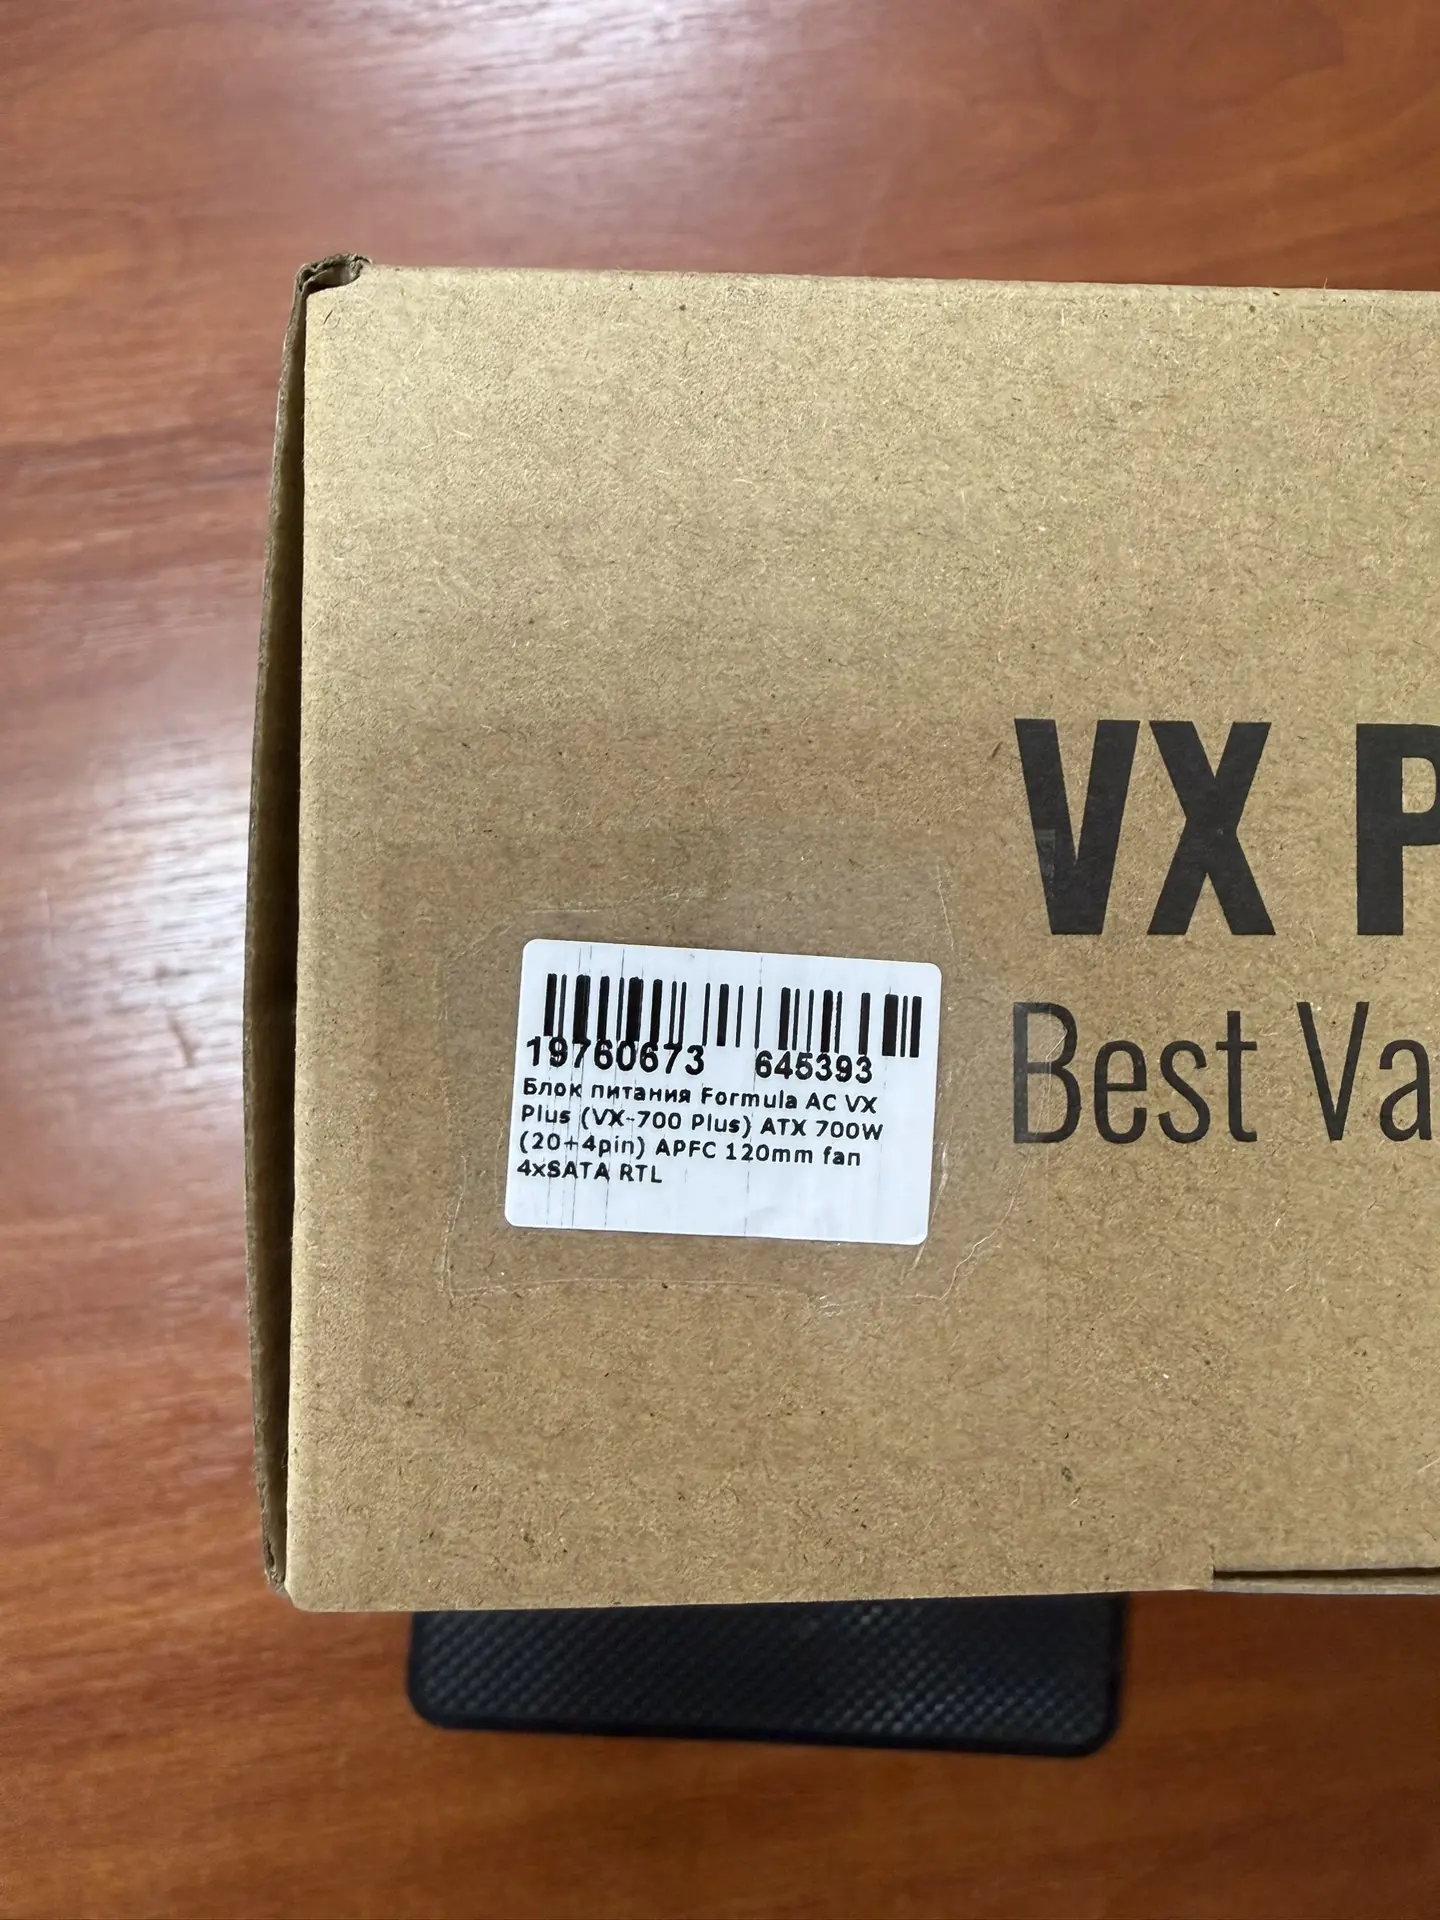 VX P
Best Va
19760673 645393
Блок питания Formula AC VX
Plus (VX-700 Plus) ATX 700W
(20+4pin) APFC 120mm fan
4xSATA RTL